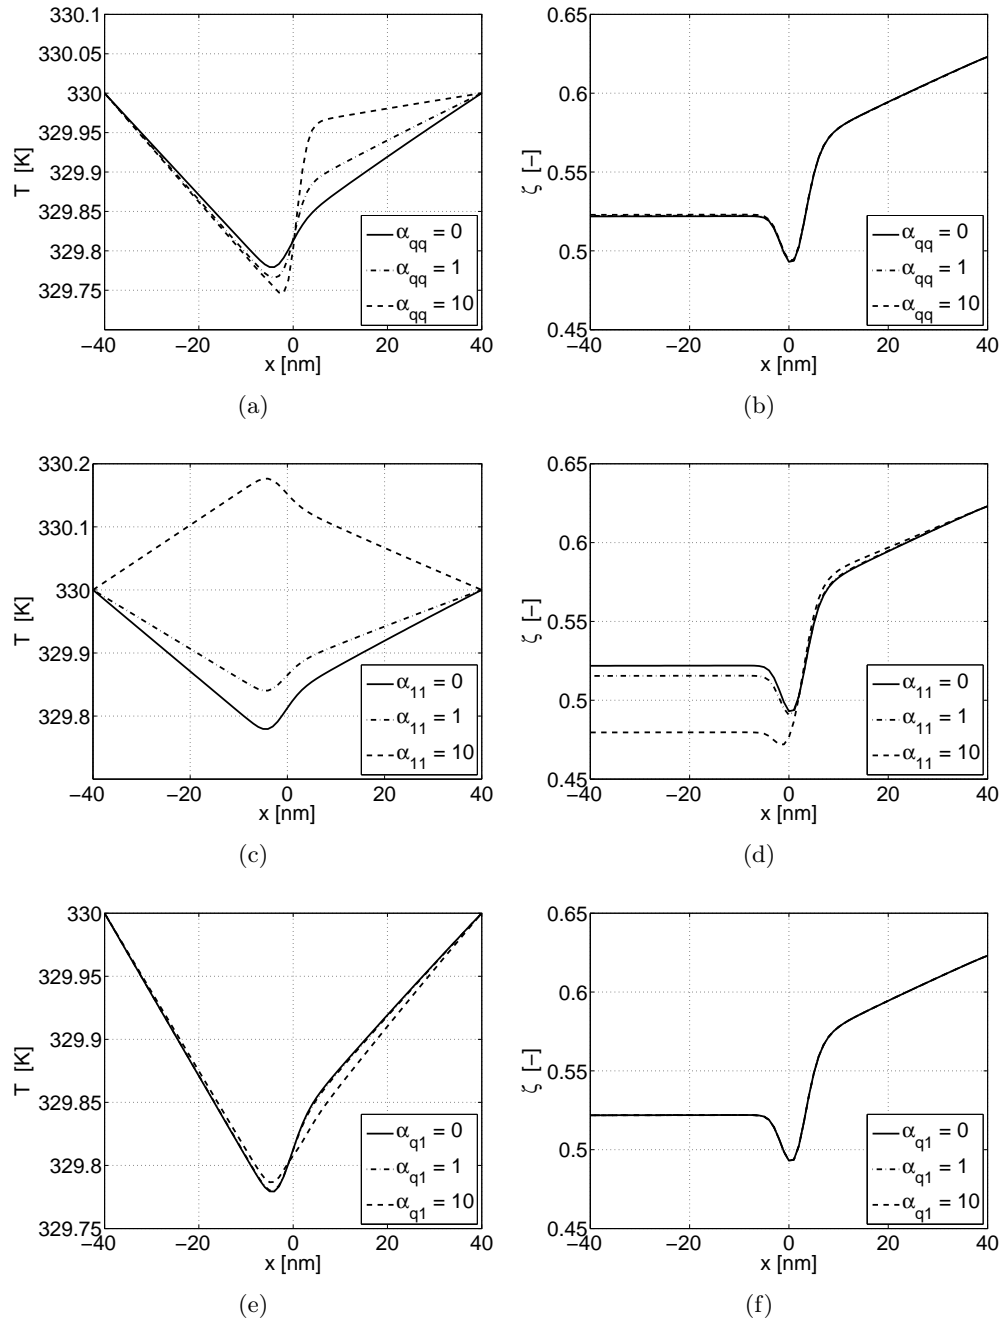 330.1
330.05
330
329.95
329.9
329.85
329.8
329.75
T [K]
−40 −20 0 20 40
x [nm]
α_qq = 0
α_qq = 1
α_qq = 10
(a)
0.65
0.6
0.55
0.5
0.45
ζ [−]
−40 −20 0 20 40
x [nm]
α_qq = 0
α_qq = 1
α_qq = 10
(b)
330.2
330.1
330
329.9
329.8
T [K]
−40 −20 0 20 40
x [nm]
α_11 = 0
α_11 = 1
α_11 = 10
(c)
0.65
0.6
0.55
0.5
0.45
ζ [−]
−40 −20 0 20 40
x [nm]
α_11 = 0
α_11 = 1
α_11 = 10
(d)
330
329.95
329.9
329.85
329.8
329.75
T [K]
−40 −20 0 20 40
x [nm]
α_q1 = 0
α_q1 = 1
α_q1 = 10
(e)
0.65
0.6
0.55
0.5
0.45
ζ [−]
−40 −20 0 20 40
x [nm]
α_q1 = 0
α_q1 = 1
α_q1 = 10
(f)